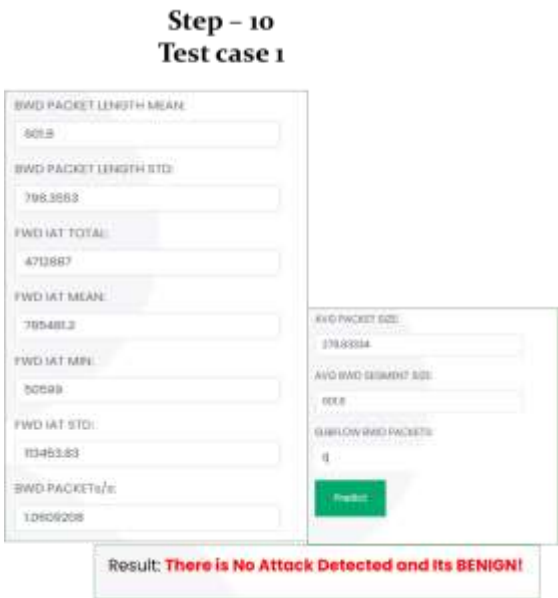 Step – 10
Test case 1
BWD PACKET LENGTH MEAN:
601.8
BWD PACKET LENGTH STD:
798.3553
FWD IAT TOTAL:
4712887
FWD IAT MEAN:
785481.2
FWD IAT MIN:
50599
FWD IAT STD:
113453.83
BWD PACKETs/s:
1.0609208
AVG PACKET SIZE:
278.83334
AVG BWD SEGMENT SIZE:
601.8
SUBFLOW BWD PACKETS:
Predict
Result: There is No Attack Detected and Its BENIGN!